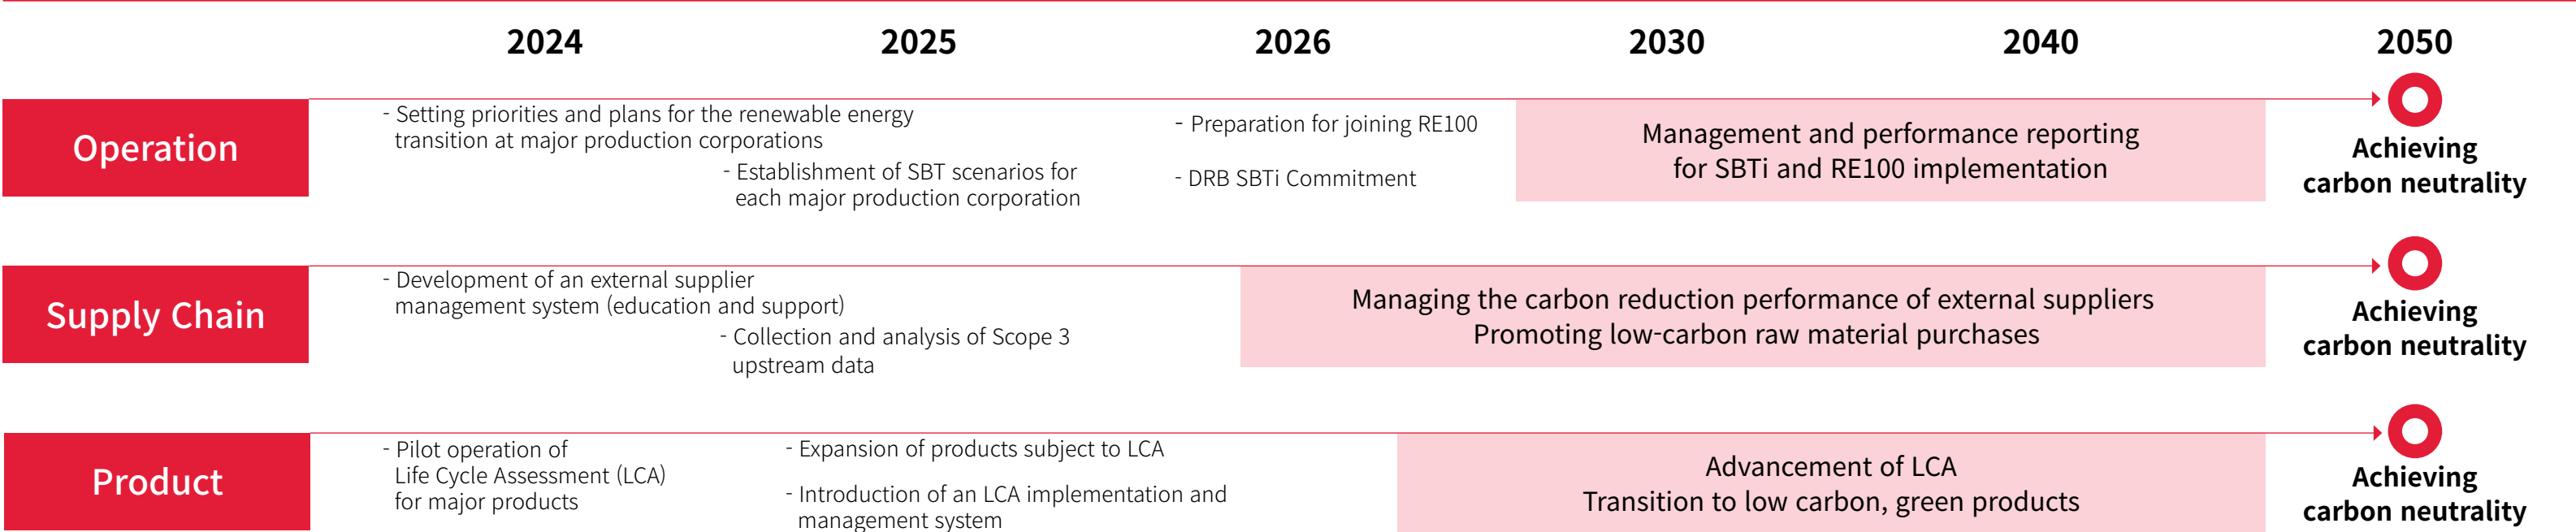 2024 2025 2026 2030 2040 2050
Operation
- Setting priorities and plans for the renewable energy
transition at major production corporations
- Establishment of SBT scenarios for
each major production corporation
- Preparation for joining RE100
- DRB SBTi Commitment
Management and performance reporting
for SBTi and RE100 implementation
Achieving
carbon neutrality
Supply Chain
- Development of an external supplier
management system (education and support)
- Collection and analysis of Scope 3
upstream data
Managing the carbon reduction performance of external suppliers
Promoting low-carbon raw material purchases
Achieving
carbon neutrality
Product
- Pilot operation of
Life Cycle Assessment (LCA)
for major products
- Expansion of products subject to LCA
- Introduction of an LCA implementation and
management system
Advancement of LCA
Transition to low carbon, green products
Achieving
carbon neutrality